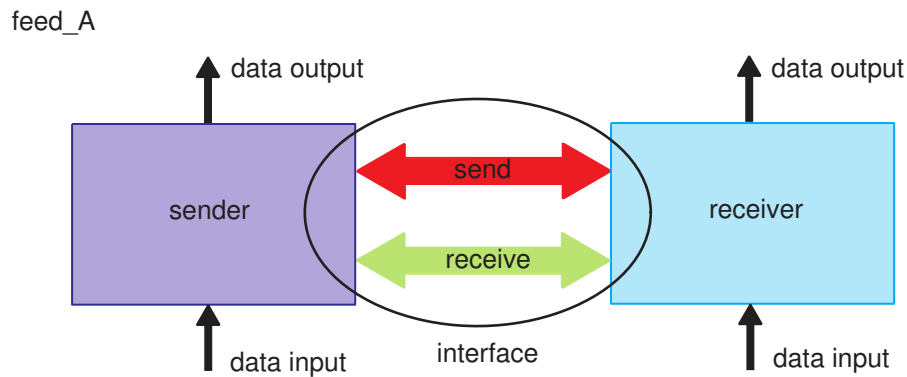 feed_A
data output
data output
send
sender
receiver
receive
interface
data input
data input